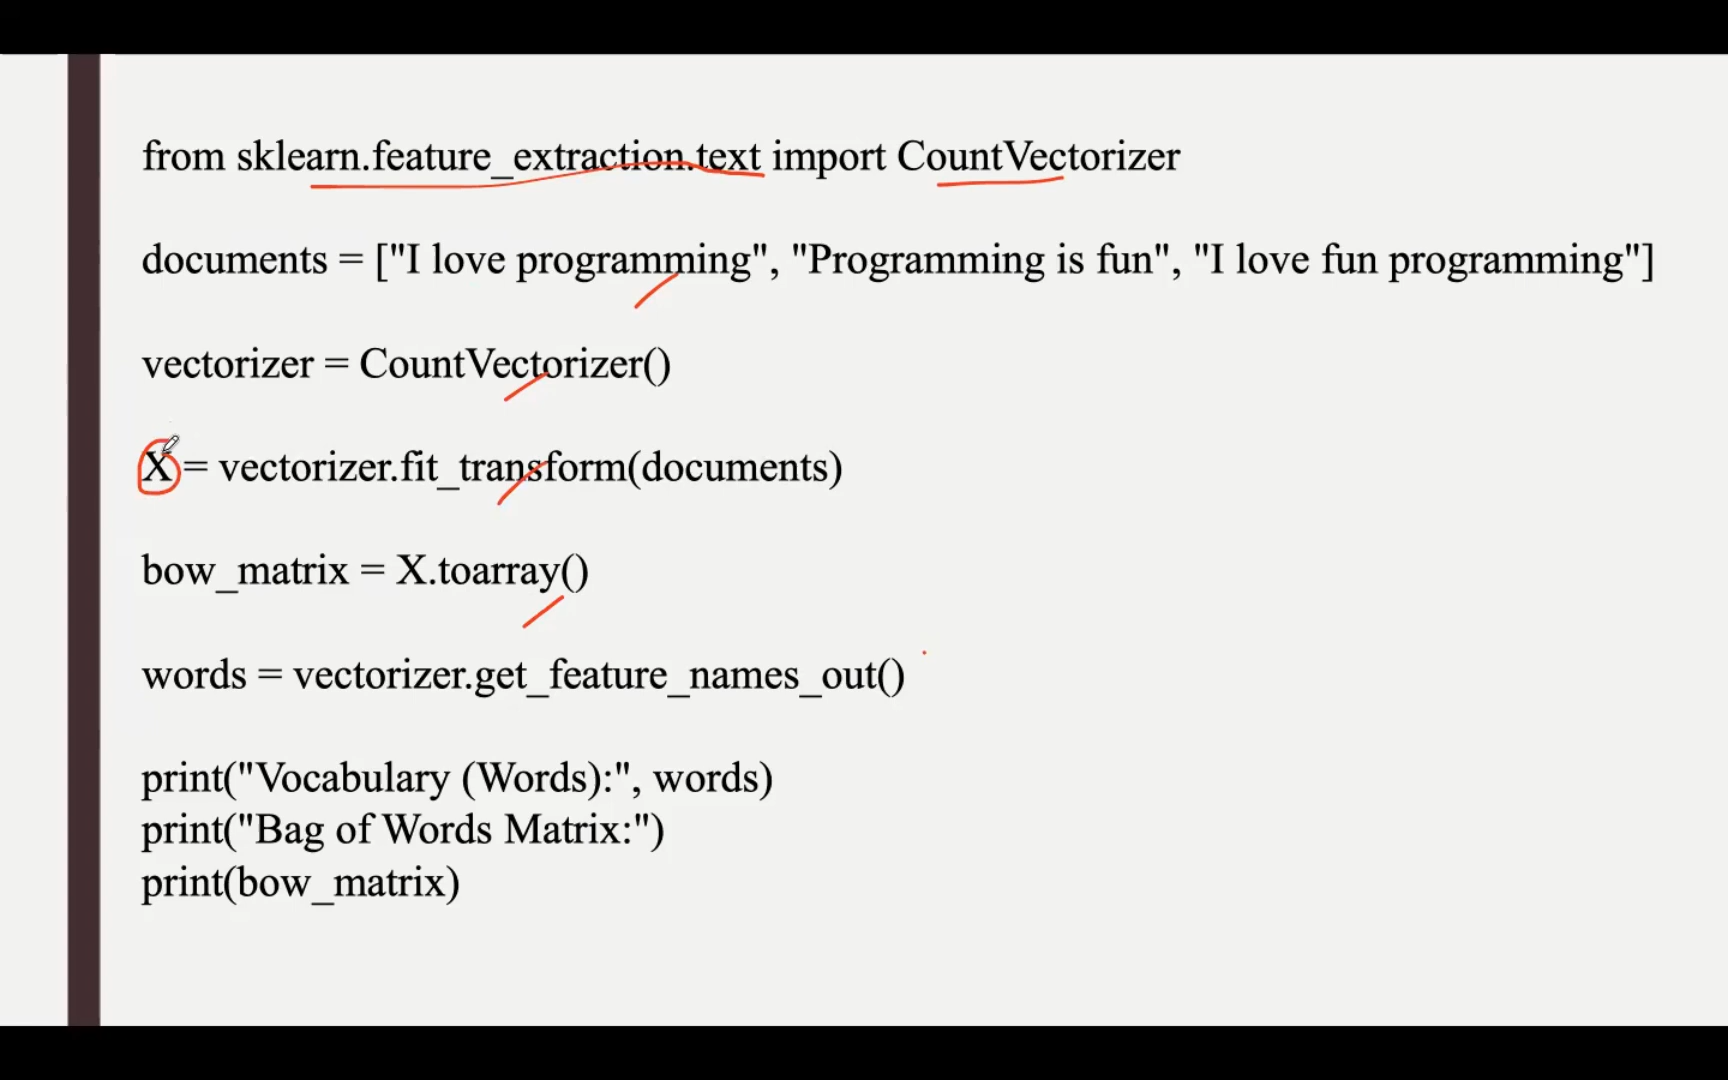 from sklearn.feature_extraction.text import CountVectorizer
documents = ["I love programming", "Programming is fun", "I love fun programming"]
vectorizer = CountVectorizer()
X = vectorizer.fit_transform(documents)
bow_matrix = X.toarray()
words = vectorizer.get_feature_names_out()
print("Vocabulary (Words):", words)
print("Bag of Words Matrix:")
print(bow_matrix)